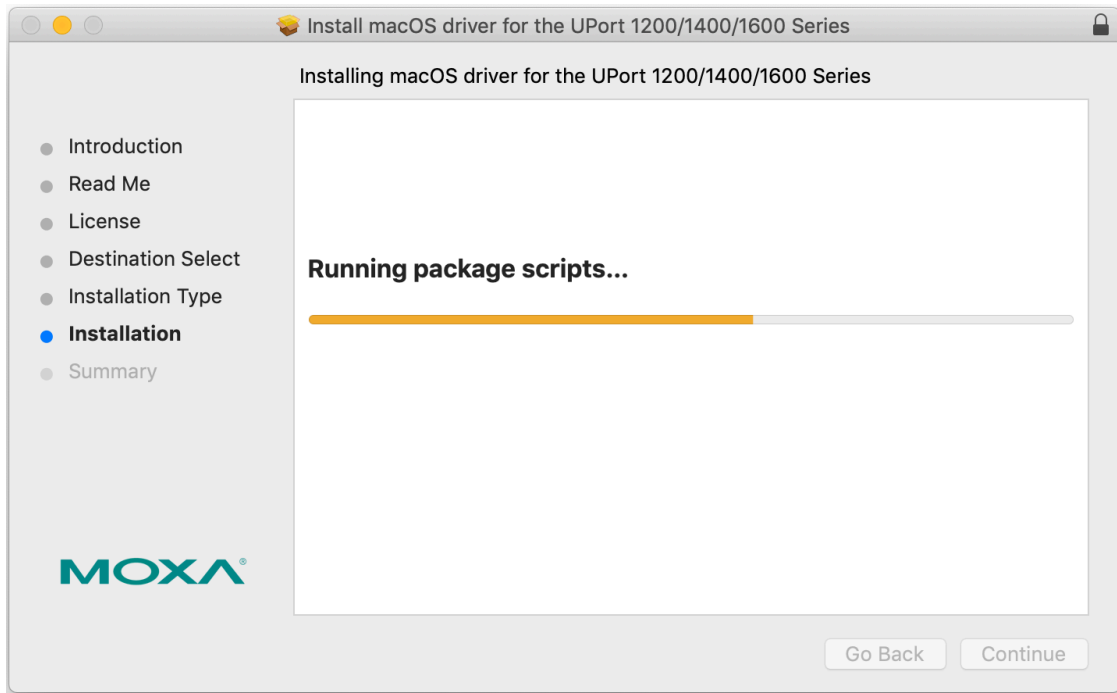 Install macOS driver for the UPort 1200/1400/1600 Series
Installing macOS driver for the UPort 1200/1400/1600 Series
Introduction
Read Me
License
Destination Select
Installation Type
Installation
Summary
Running package scripts...
MOXA®
Go Back
Continue